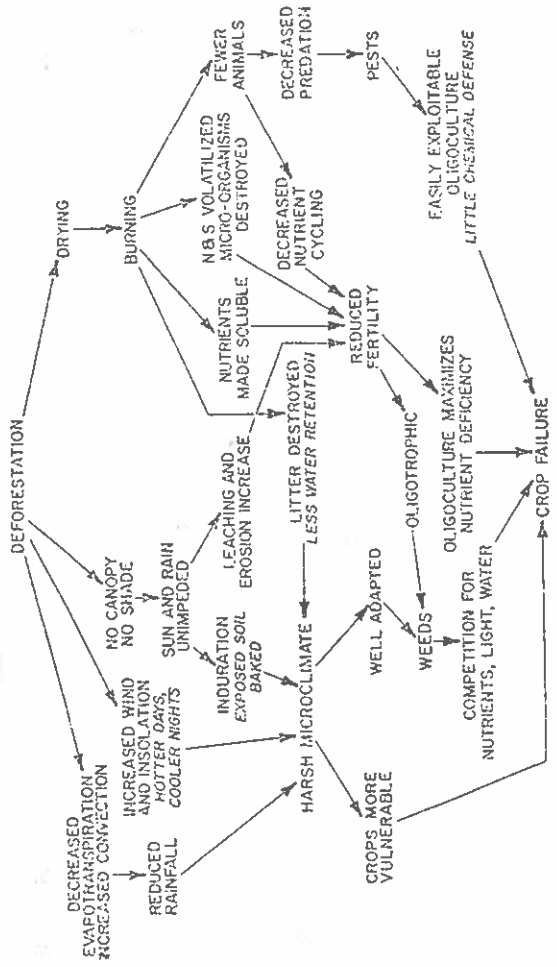 DEFORESTATION
DECREASED
EVAPOTRANSPIRATION
INCREASED CONVECTION
REDUCED
RAINFALL
INCREASED WIND
AND INSOLATION
HOTTER DAYS,
COOLER NIGHTS
NO CANOPY
NO SHADE
SUN AND RAIN
UNIMPEDED
INDURATION
EXPOSED SOIL
BAKED
LEACHING AND
EROSION INCREASE
DRYING
BURNING
NUTRIENTS
MADE SOLUBLE
N&S VOLATILIZED
MICRO-ORGANISMS
DESTROYED
FEWER
ANIMALS
DECREASED
NUTRIENT
CYCLING
DECREASED
PREDATION
PESTS
LITTER DESTROYED
LESS WATER RETENTION
REDUCED
FERTILITY
HARSH MICROCLIMATE
WELL ADAPTED
OLIGOTROPHIC
WEEDS
CROPS MORE
VULNERABLE
COMPETITION FOR
NUTRIENTS, LIGHT, WATER
OLIGOCULTURE MAXIMIZES
NUTRIENT DEFICIENCY
EASILY EXPLOITABLE
OLIGOCULTURE
LITTLE CHEMICAL DEFENSE
CROP FAILURE